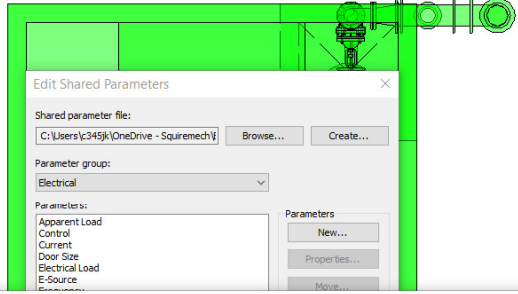 Edit Shared Parameters
Shared parameter file:
C:\Users\c345jk\OneDrive - Squiremech\E
Browse...
Create...
Parameter group:
Electrical
Parameters:
Parameters
Apparent Load
Control
Current
Door Size
Electrical Load
E-Source
Frequency
New...
Properties...
Move...